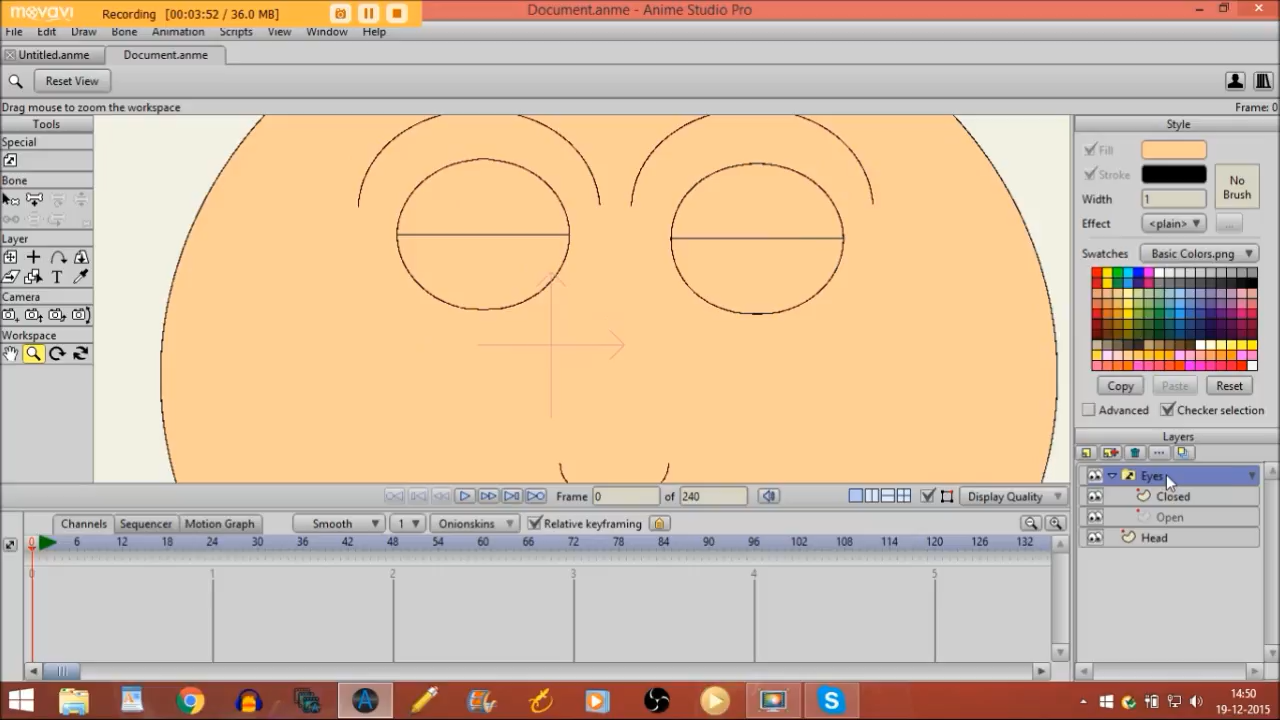 movavi Recording [00:03:52 / 36.0 MB] Document.anme - Anime Studio Pro
File Edit Draw Bone Animation Scripts View Window Help
Untitled.anme Document.anme
Reset View
Drag mouse to zoom the workspace Frame: 0
Tools Style
Special
Fill
Bone
Stroke
No Brush
Width 1
Effect <plain> ...
Layer
Swatches Basic Colors.png
Camera
Workspace
Copy Paste Reset
Advanced Checker selection
Layers
Eyes
Closed
Open
Head
Frame 0 of 240 Display Quality
Channels Sequencer Motion Graph Smooth 1 Onionskins Relative keyframing
0 6 12 18 24 30 36 42 48 54 60 66 72 78 84 90 96 102 108 114 120 126 132
0 1 2 3 4 5
14:50
19-12-2015